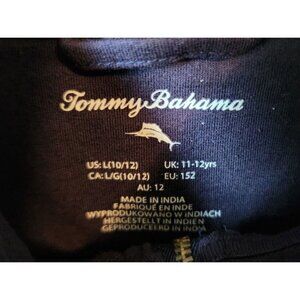 Tommy Bahama
US: L(10/12) UK: 11-12yrs
CA: L/G(10/12) EU: 152
AU: 12
MADE IN INDIA
FABRIQUÉ EN INDE
WYPRODUKOWANO W INDIACH
HERGESTELLT IN INDIEN
GEPRODUCEERD IN INDIA